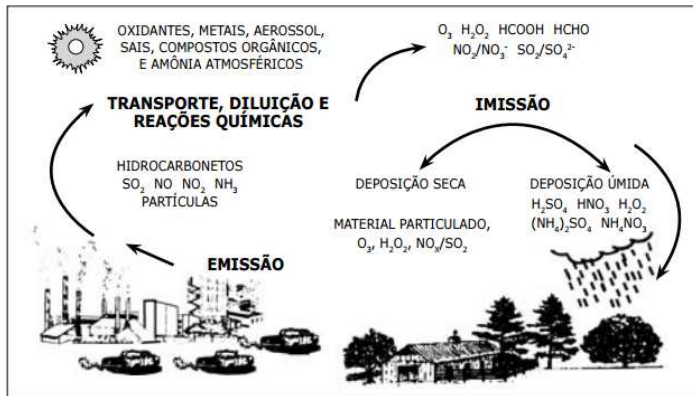 OXIDANTES, METAIS, AEROSSOL,
SAIS, COMPOSTOS ORGÂNICOS,
E AMÔNIA ATMOSFÉRICOS
O₃ H₂O₂ HCOOH HCHO
NO₂/NO₃⁻ SO₂/SO₄²⁻
TRANSPORTE, DILUIÇÃO E
REAÇÕES QUÍMICAS
IMISSÃO
HIDROCARBONETOS
SO₂ NO NO₂ NH₃
PARTÍCULAS
DEPOSIÇÃO SECA
MATERIAL PARTICULADO,
O₃, H₂O₂, NOₓ/SO₂
DEPOSIÇÃO ÚMIDA
H₂SO₄ HNO₃ H₂O₂
(NH₄)₂SO₄ NH₄NO₃
EMISSÃO